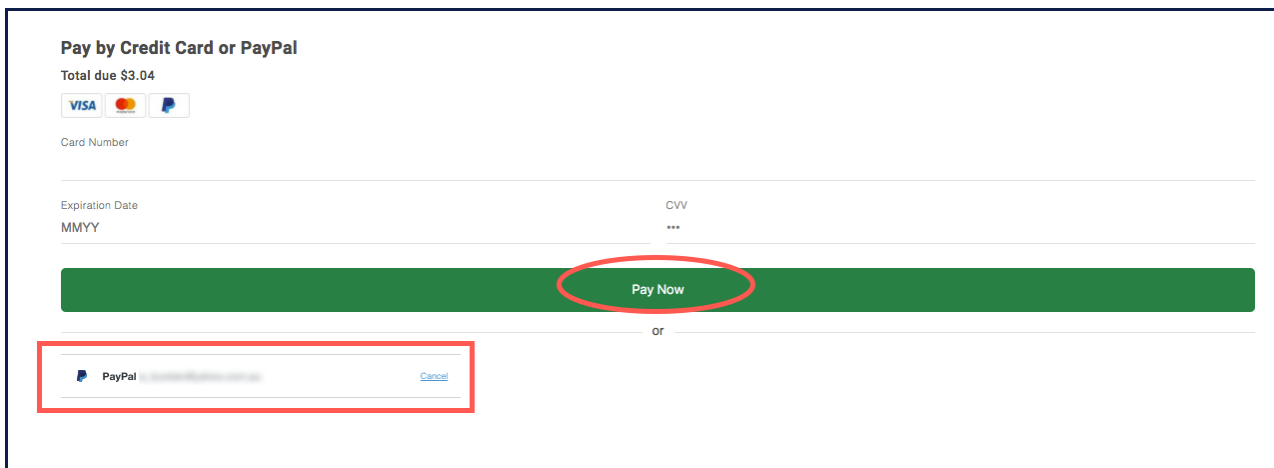 Pay by Credit Card or PayPal
Total due $3.04
VISA
Card Number
Expiration Date
CVV
MMYY
•••
Pay Now
or
PayPal
Cancel